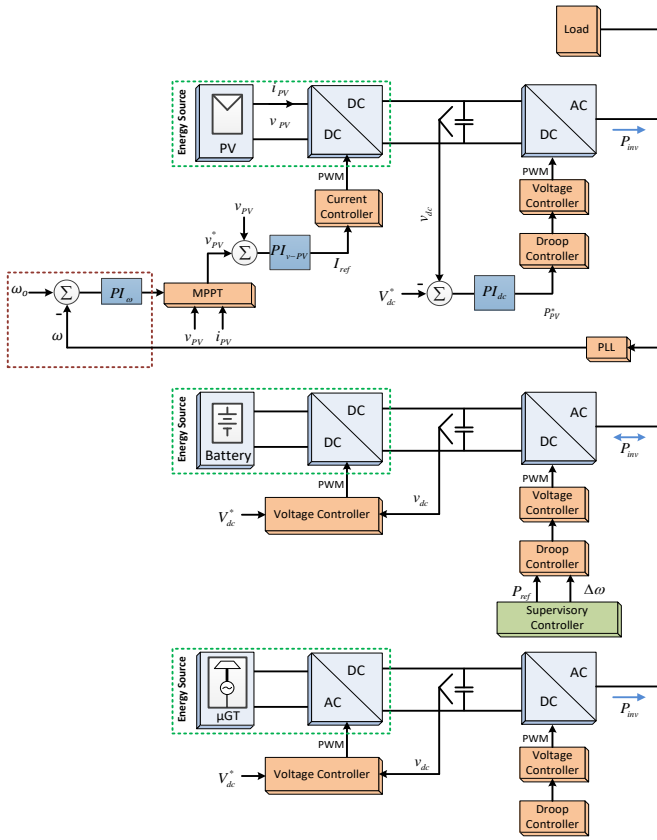 Load
Energy Source
i_PV
v_PV
PV
DC
DC
AC
DC
P_inv
PWM
PWM
Current
Controller
Voltage
Controller
v_dc
v_PV
v*_PV
Σ
PI_v-PV
I_ref
Droop
Controller
ω_o
Σ
-
PI_ω
MPPT
V*_dc
-
Σ
PI_dc
P*_PV
ω
v_PV
i_PV
PLL
Energy Source
Battery
DC
DC
AC
DC
P_inv
PWM
PWM
V*_dc
Voltage Controller
v_dc
Voltage
Controller
Droop
Controller
P_ref
Δω
Supervisory
Controller
Energy Source
µGT
DC
AC
AC
DC
P_inv
PWM
PWM
V*_dc
Voltage Controller
v_dc
Voltage
Controller
Droop
Controller